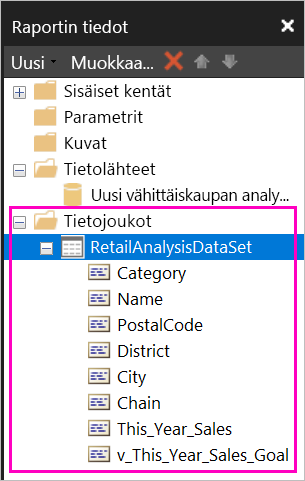 Raportin tiedot
Uusi Muokkaa...
Sisäiset kentät
Parametrit
Kuvat
Tietolähteet
Uusi vähittäiskaupan analy...
Tietojoukot
RetailAnalysisDataSet
Category
Name
PostalCode
District
City
Chain
This_Year_Sales
v_This_Year_Sales_Goal